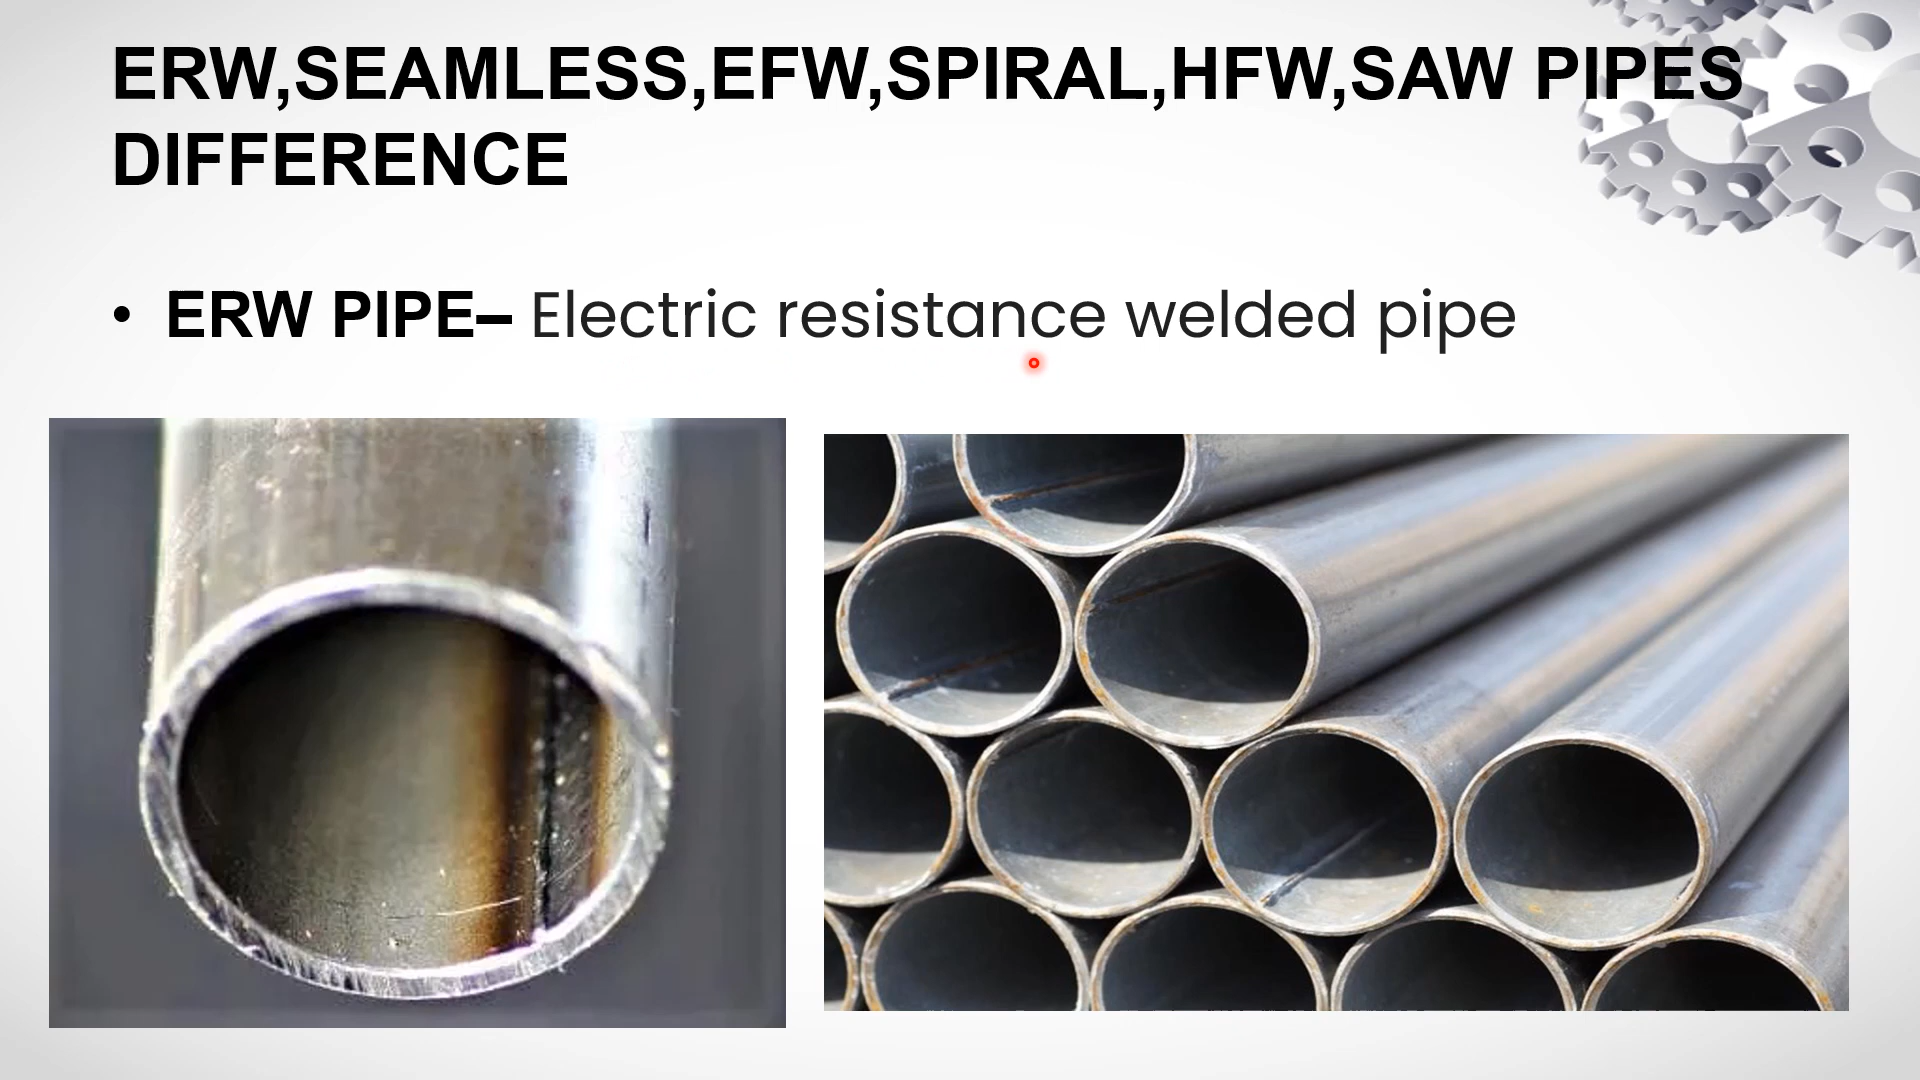 ERW,SEAMLESS,EFW,SPIRAL,HFW,SAW PIPES
DIFFERENCE
• ERW PIPE– Electric resistance welded pipe